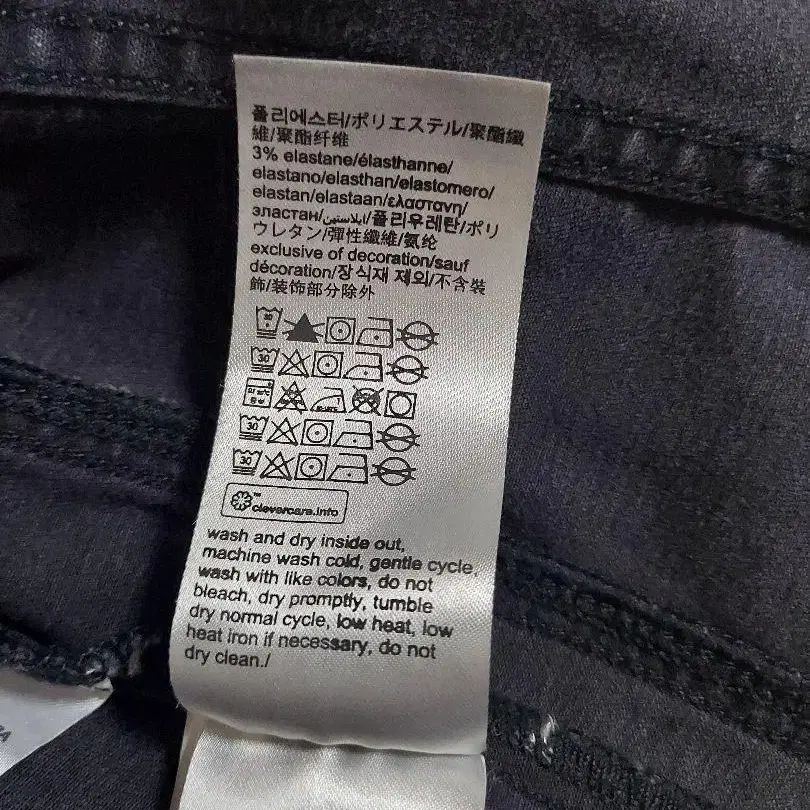 폴리에스터/ポリエステル/聚酯纖
維/聚酯纤维
3% elastane/élasthanne/
elastano/elasthan/elastomero/
elastan/elastaan/ελαστανη/
эластан/إيلاستين/폴리우레탄/ポリ
ウレタン/彈性纖維/氨纶
exclusive of decoration/sauf
décoration/장식재 제외/不含裝
飾/装饰部分除外
30
30
30
30
clevercare.info
wash and dry inside out,
machine wash cold, gentle cycle,
wash with like colors, do not
bleach, dry promptly, tumble
dry normal cycle, low heat, low
heat iron if necessary, do not
dry clean./